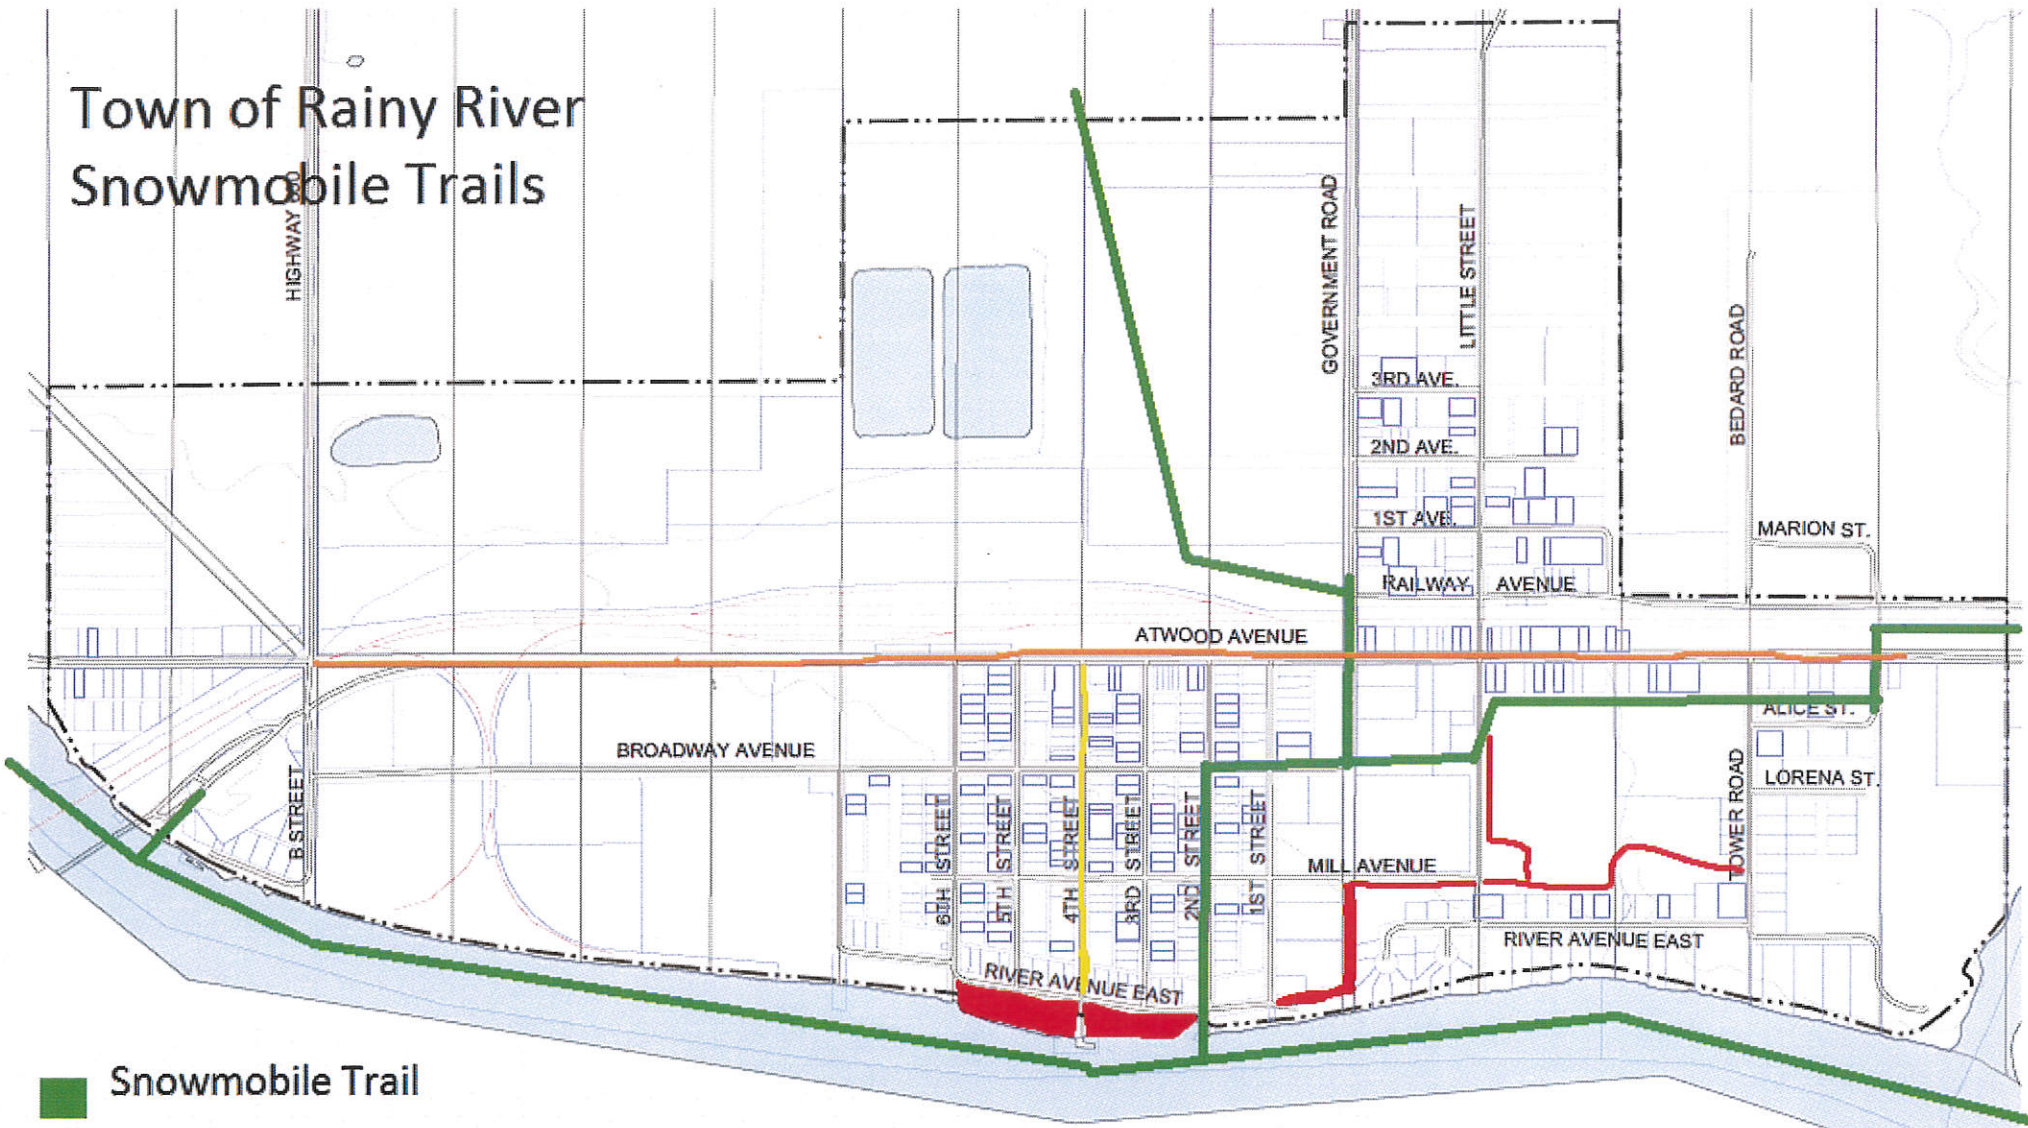 Town of Rainy River
Snowmobile Trails
HIGHWAY
GOVERNMENT ROAD
LITTLE STREET
BEDARD ROAD
3RD AVE.
2ND AVE.
1ST AVE.
MARION ST.
RAILWAY AVENUE
ATWOOD AVENUE
ALICE ST.
BROADWAY AVENUE
LORENA ST.
B STREET
6TH STREET
5TH STREET
4TH STREET
3RD STREET
2ND STREET
1ST STREET
MILL AVENUE
TOWER ROAD
RIVER AVENUE EAST
RIVER AVENUE EAST
Snowmobile Trail